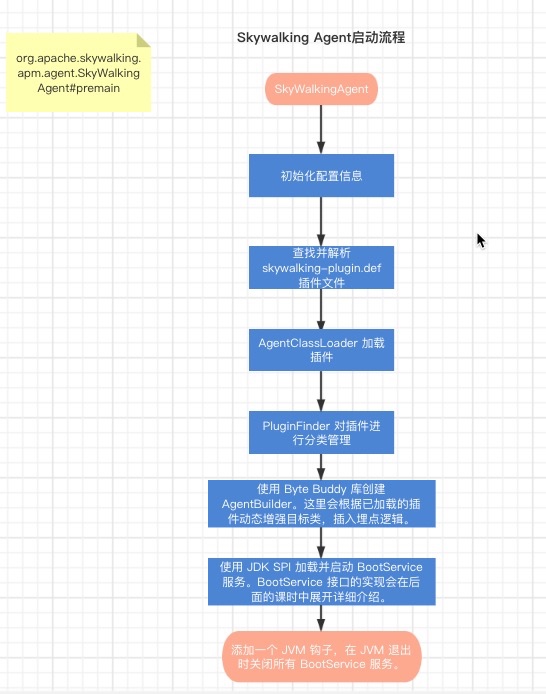 Skywalking Agent启动流程
org.apache.skywalking.
apm.agent.SkyWalking
Agent#premain
SkyWalkingAgent
初始化配置信息
查找并解析
skywalking-plugin.def
插件文件
AgentClassLoader 加载
插件
PluginFinder 对插件进
行分类管理
使用 Byte Buddy 库创建
AgentBuilder。这里会根据已加载的插
件动态增强目标类，插入埋点逻辑。
使用 JDK SPI 加载并启动 BootService
服务。BootService 接口的实现会在后
面的课时中展开详细介绍。
添加一个 JVM 钩子，在 JVM 退出
时关闭所有 BootService 服务。